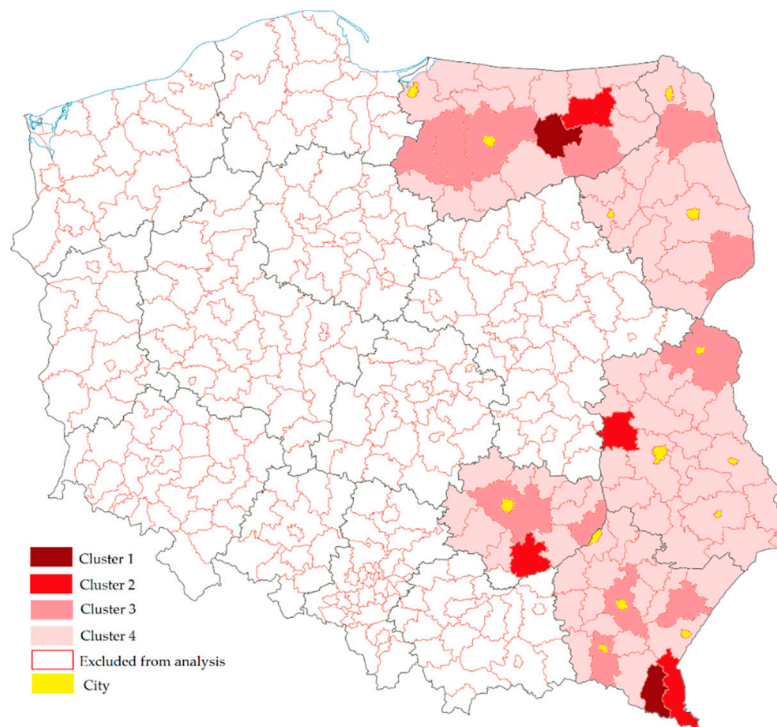 Cluster 1
Cluster 2
Cluster 3
Cluster 4
Excluded from analysis
City